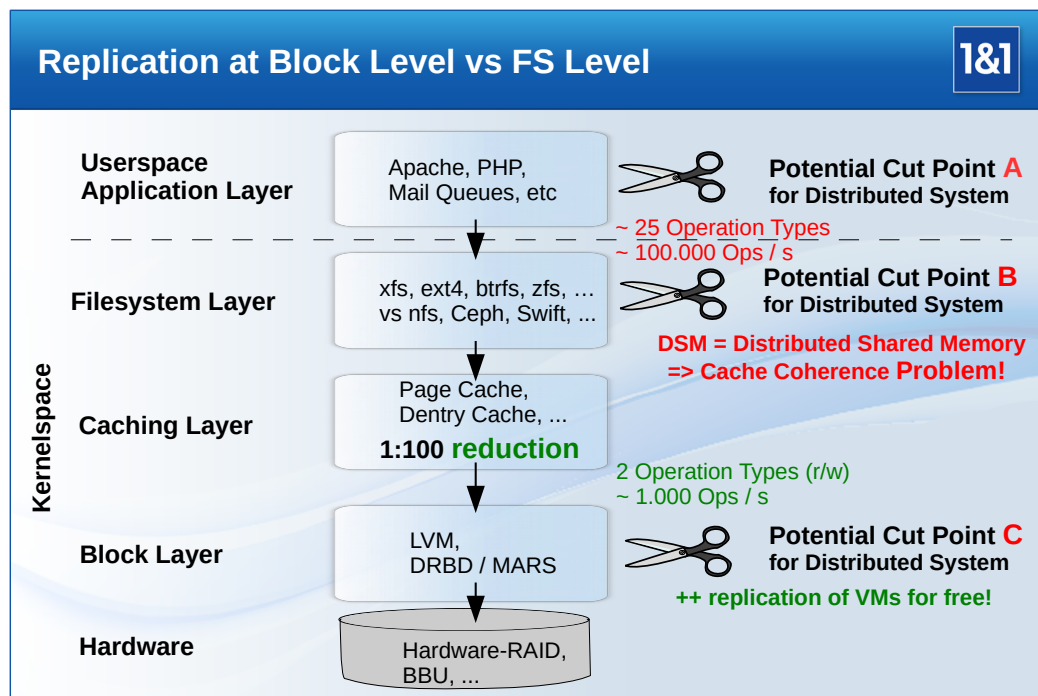 Replication at Block Level vs FS Level
1&1
Userspace
Application Layer
Apache, PHP,
Mail Queues, etc
Potential Cut Point A
for Distributed System
~ 25 Operation Types
~ 100.000 Ops / s
Filesystem Layer
xfs, ext4, btrfs, zfs, …
vs nfs, Ceph, Swift, ...
Potential Cut Point B
for Distributed System
DSM = Distributed Shared Memory
=> Cache Coherence Problem!
Kernelspace
Caching Layer
Page Cache,
Dentry Cache, ...
1:100 reduction
2 Operation Types (r/w)
~ 1.000 Ops / s
Block Layer
LVM,
DRBD / MARS
Potential Cut Point C
for Distributed System
++ replication of VMs for free!
Hardware
Hardware-RAID,
BBU, ...